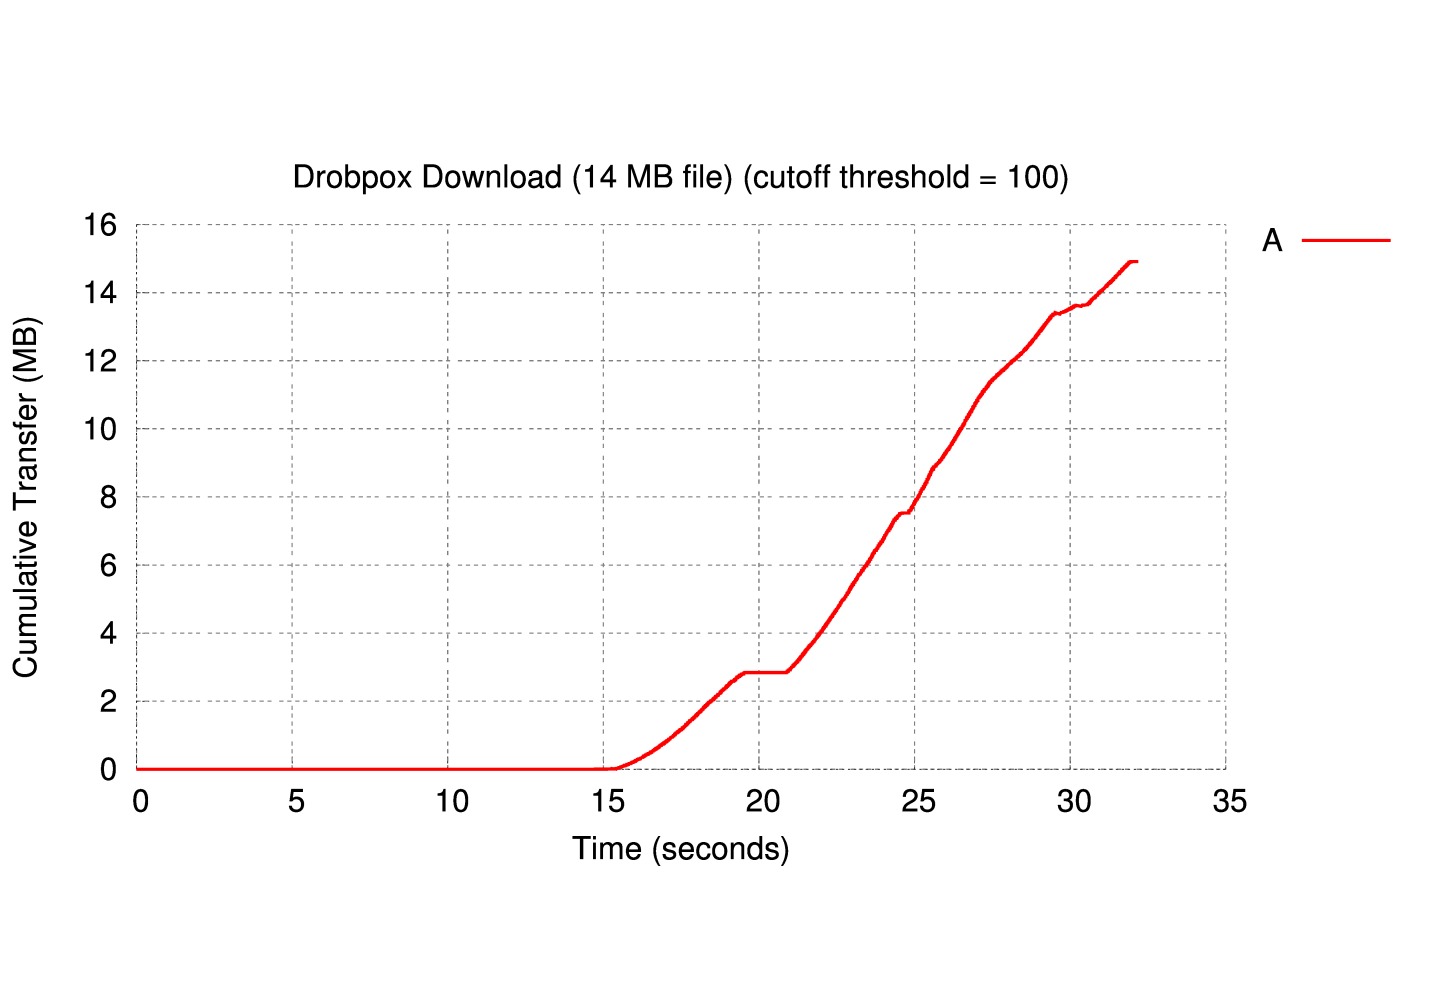 Drobpox Download (14 MB file) (cutoff threshold = 100)
A
Cumulative Transfer (MB)
16
14
12
10
8
6
4
2
0
0 5 10 15 20 25 30 35
Time (seconds)